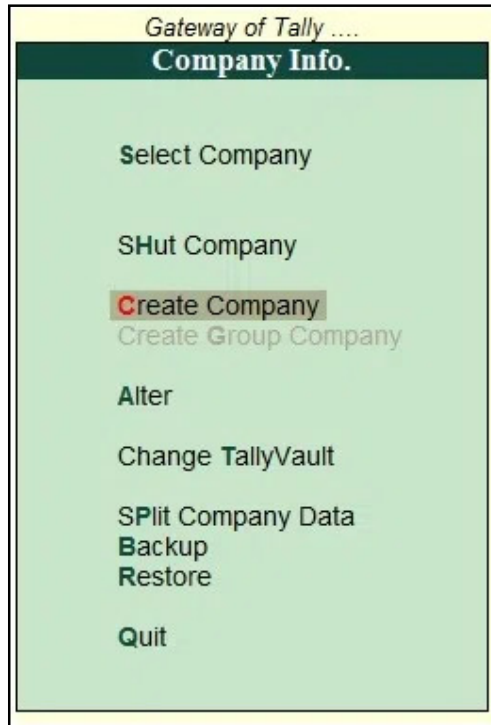 Gateway of Tally ....
Company Info.
Select Company
SHut Company
Create Company
Create Group Company
Alter
Change TallyVault
SPlit Company Data
Backup
Restore
Quit